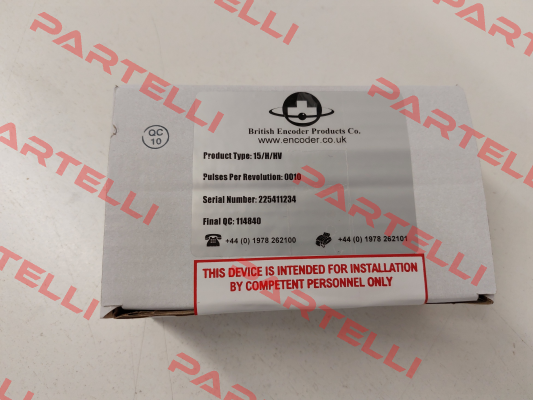 PARTELLI
PARTELLI
PARTELLI
QC
10
British Encoder Products Co.
www.encoder.co.uk
Product Type: 15/H/HV
Pulses Per Revolution: 0010
Serial Number: 225411234
Final QC: 114840
+44 (0) 1978 262100 +44 (0) 1978 262101
THIS DEVICE IS INTENDED FOR INSTALLATION
BY COMPETENT PERSONNEL ONLY
PARTELLI
PARTELLI
PARTELLI